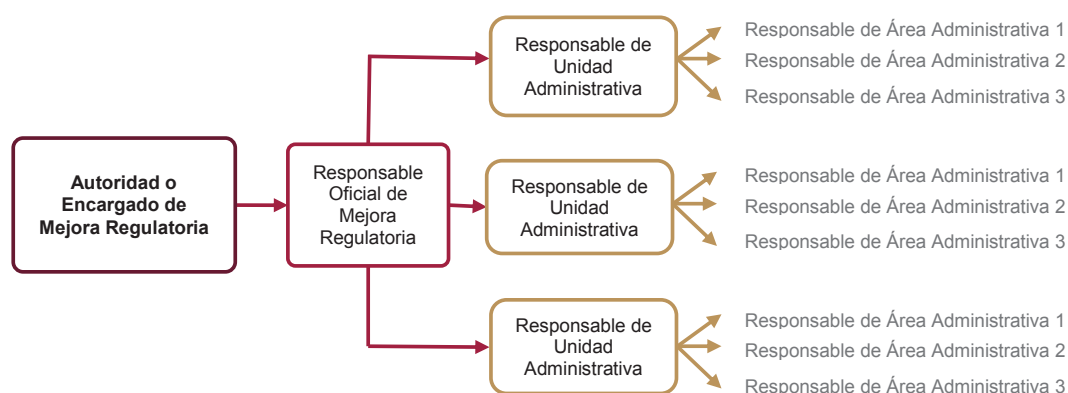 Autoridad o
Encargado de
Mejora Regulatoria
Responsable
Oficial de
Mejora
Regulatoria
Responsable de
Unidad
Administrativa
Responsable de Área Administrativa 1
Responsable de Área Administrativa 2
Responsable de Área Administrativa 3
Responsable de
Unidad
Administrativa
Responsable de Área Administrativa 1
Responsable de Área Administrativa 2
Responsable de Área Administrativa 3
Responsable de
Unidad
Administrativa
Responsable de Área Administrativa 1
Responsable de Área Administrativa 2
Responsable de Área Administrativa 3